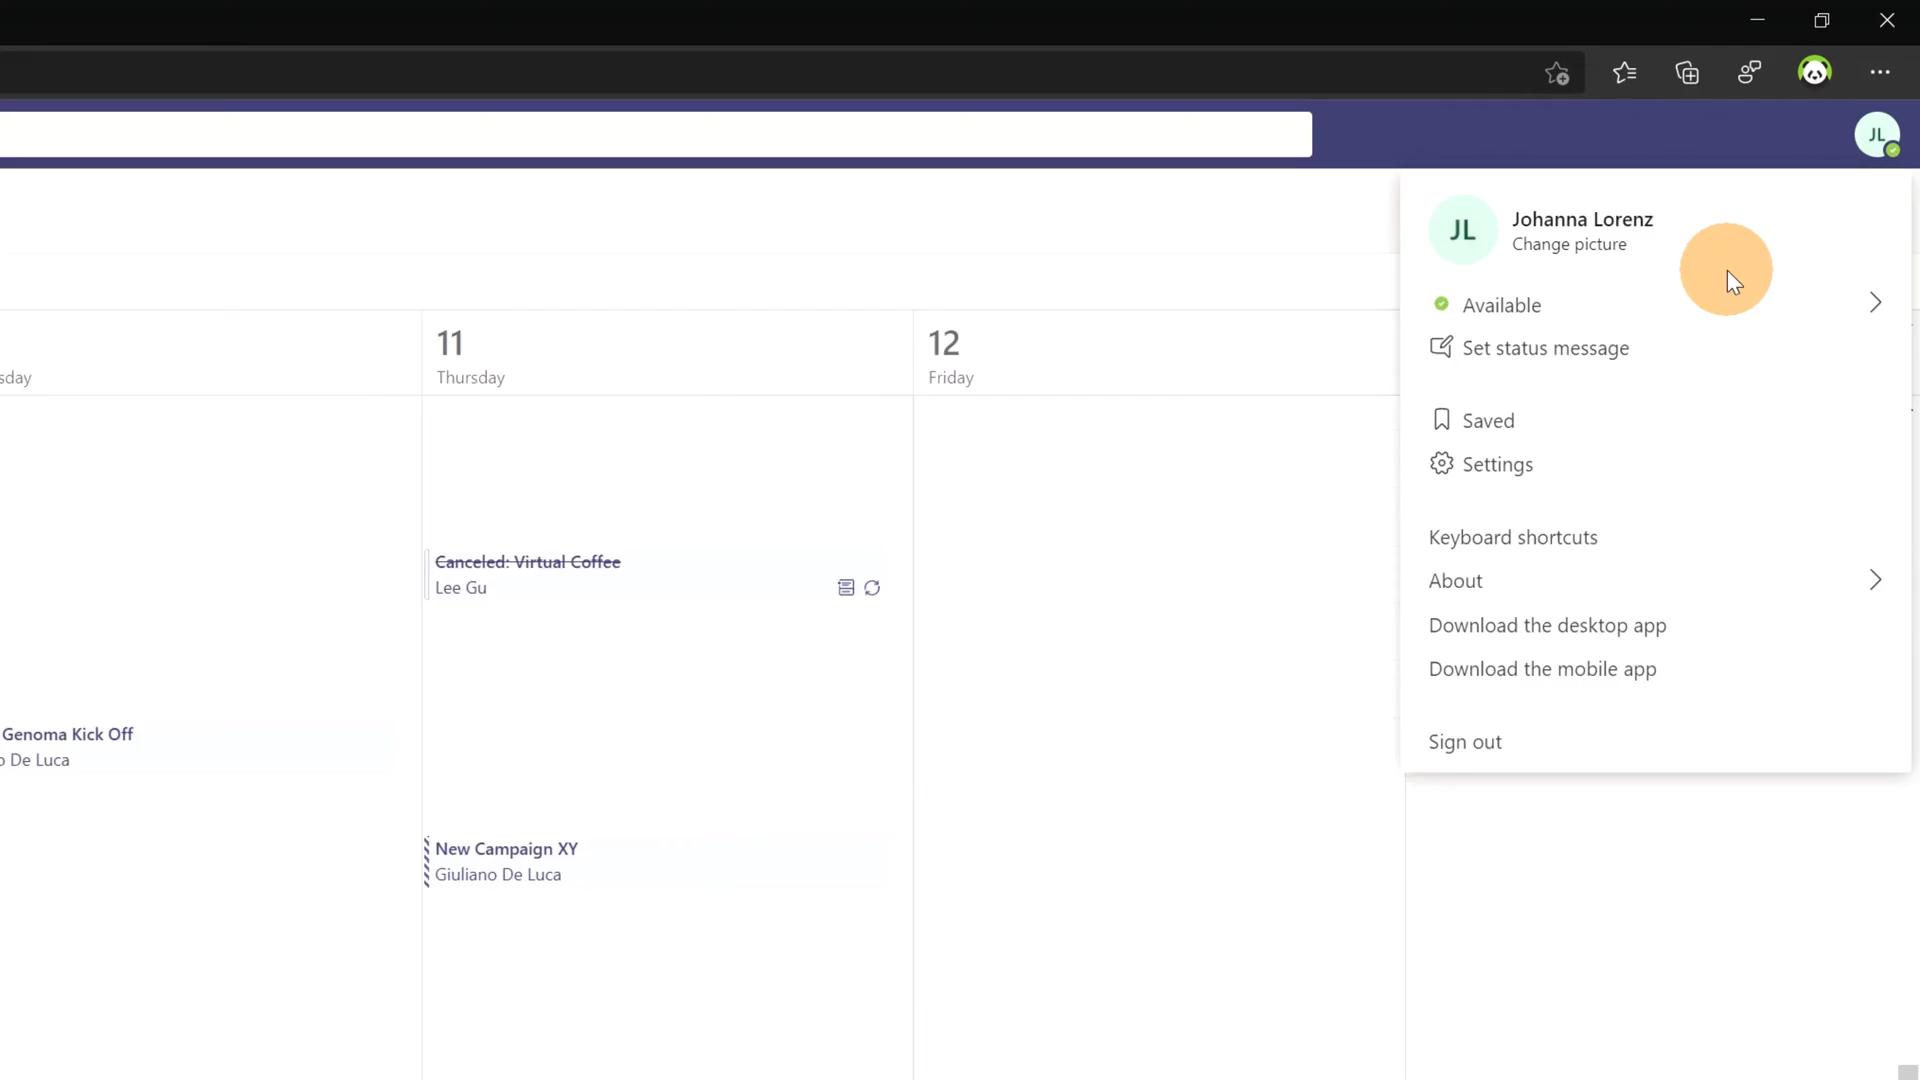 JL
JL
Johanna Lorenz
Change picture
Available
Set status message
Saved
Settings
Keyboard shortcuts
About
Download the desktop app
Download the mobile app
Sign out
sday
11
Thursday
12
Friday
Canceled: Virtual Coffee
Lee Gu
Genoma Kick Off
o De Luca
New Campaign XY
Giuliano De Luca